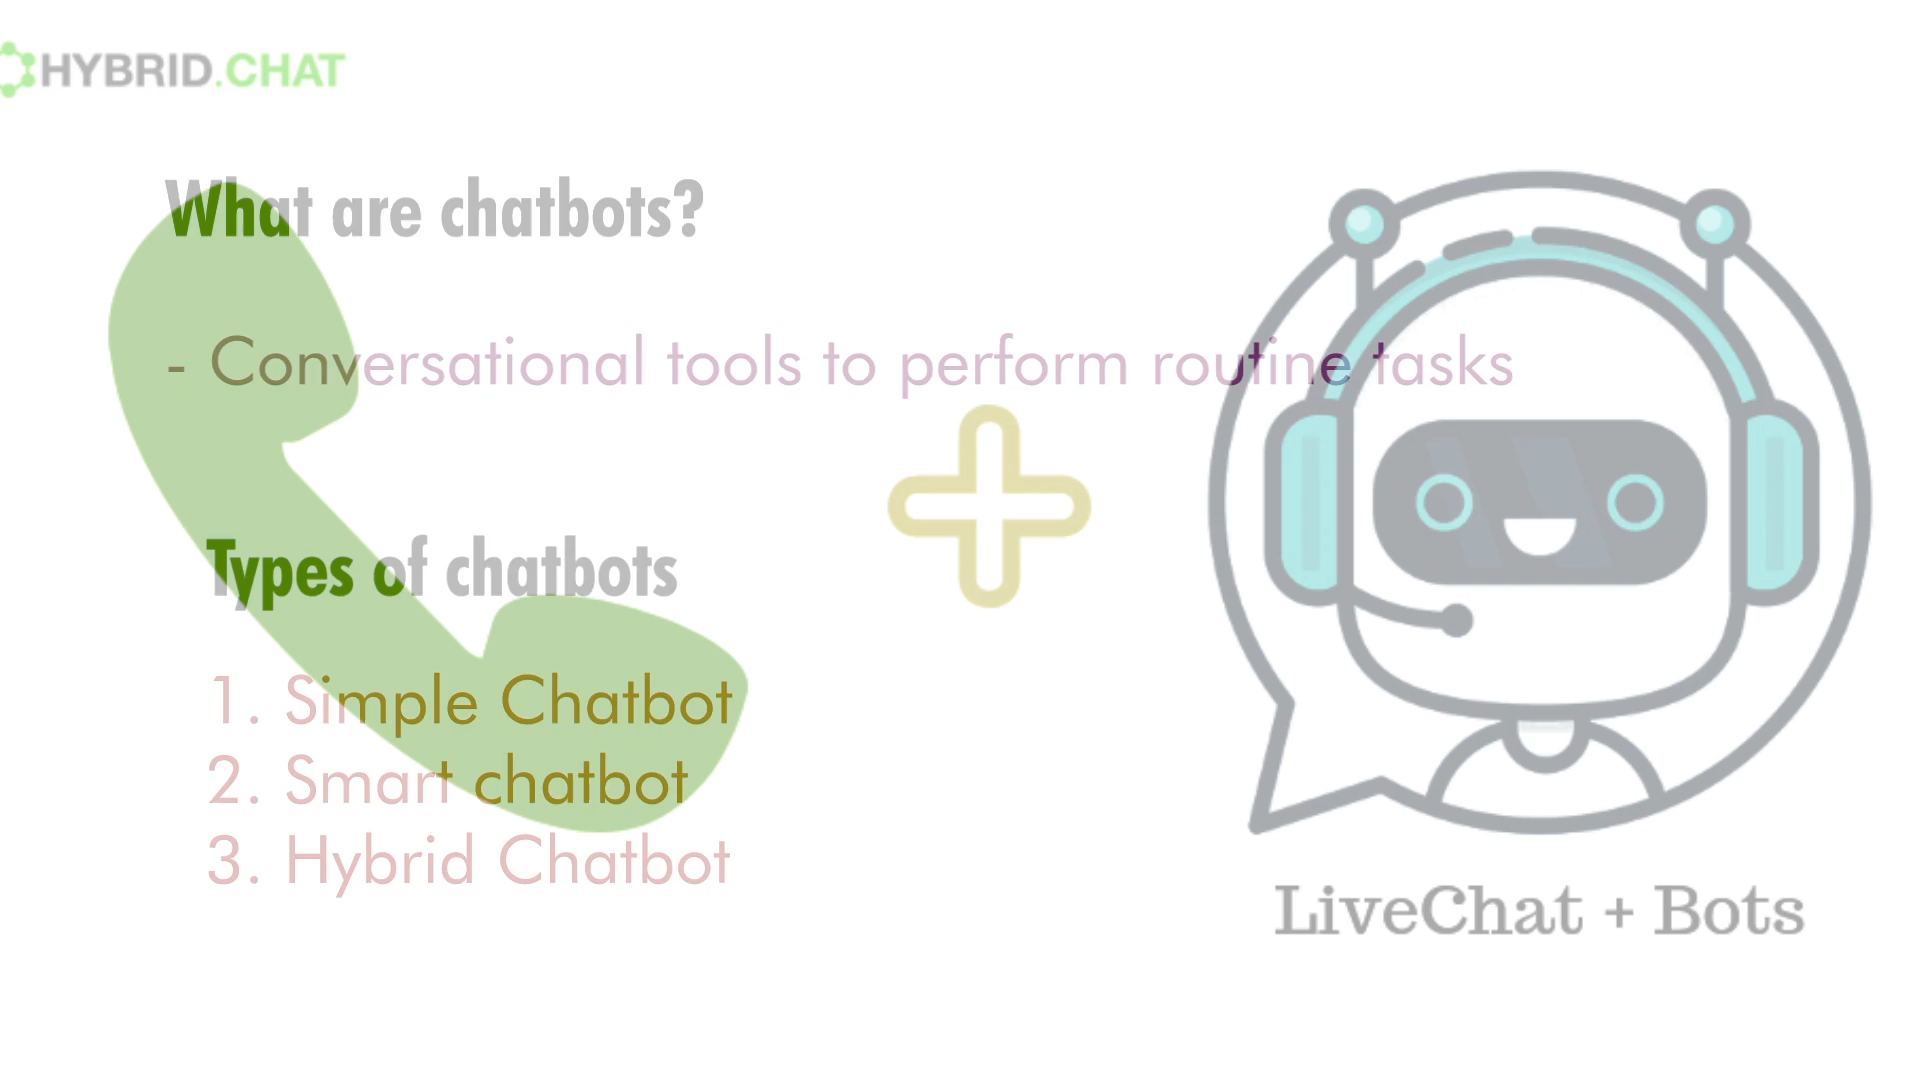 HYBRID.CHAT
What are chatbots?
- Conversational tools to perform routine tasks
Types of chatbots
1. Simple Chatbot
2. Smart chatbot
3. Hybrid Chatbot
LiveChat + Bots